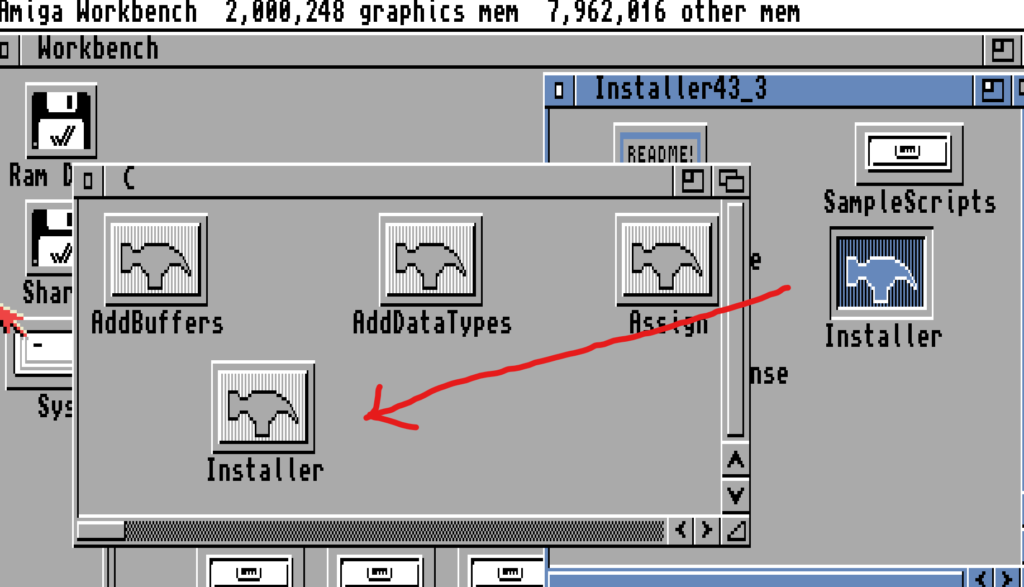 Amiga Workbench 2,000,248 graphics mem 7,962,016 other mem
Workbench
Installer43_3
README!
Ram D
C
SampleScripts
Shar
e
AddBuffers
AddDataTypes
Assign
Installer
nse
Sys
Installer